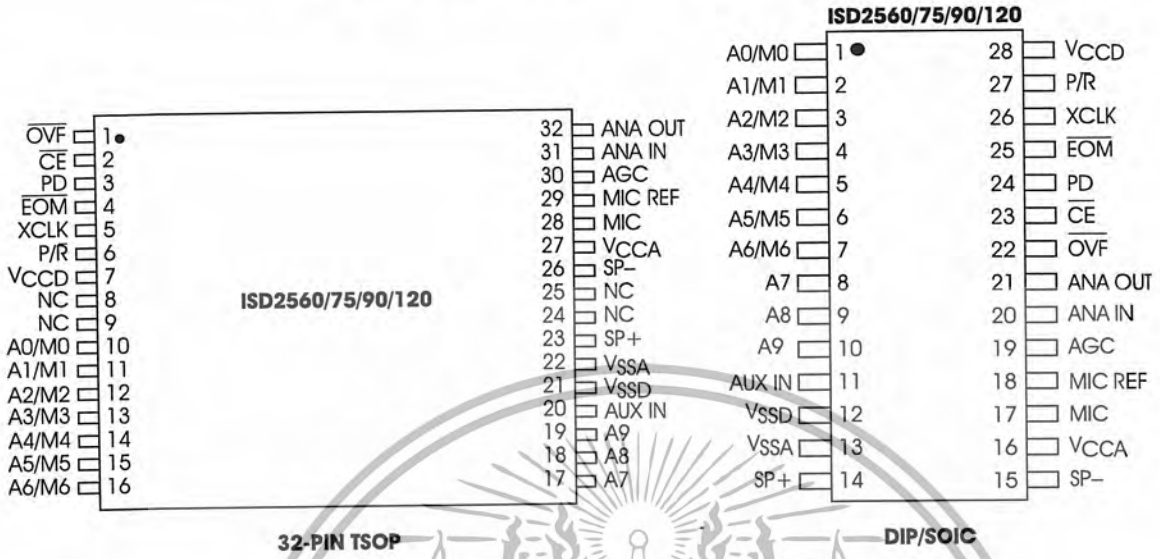 ISD2560/75/90/120
A0/M0 1 28 VCCD
A1/M1 2 27 P/R̅
A2/M2 3 26 XCLK
A3/M3 4 25 E̅O̅M̅
A4/M4 5 24 PD
A5/M5 6 23 C̅E̅
A6/M6 7 22 O̅V̅F̅
A7 8 21 ANA OUT
A8 9 20 ANA IN
A9 10 19 AGC
AUX IN 11 18 MIC REF
VSSD 12 17 MIC
VSSA 13 16 VCCA
SP+ 14 15 SP–
DIP/SOIC
O̅V̅F̅ 1 32 ANA OUT
C̅E̅ 2 31 ANA IN
PD 3 30 AGC
E̅O̅M̅ 4 29 MIC REF
XCLK 5 28 MIC
P/R̅ 6 27 VCCA
VCCD 7 26 SP–
NC 8 25 NC
NC 9 24 NC
A0/M0 10 23 SP+
A1/M1 11 22 VSSA
A2/M2 12 21 VSSD
A3/M3 13 20 AUX IN
A4/M4 14 19 A9
A5/M5 15 18 A8
A6/M6 16 17 A7
ISD2560/75/90/120
32-PIN TSOP